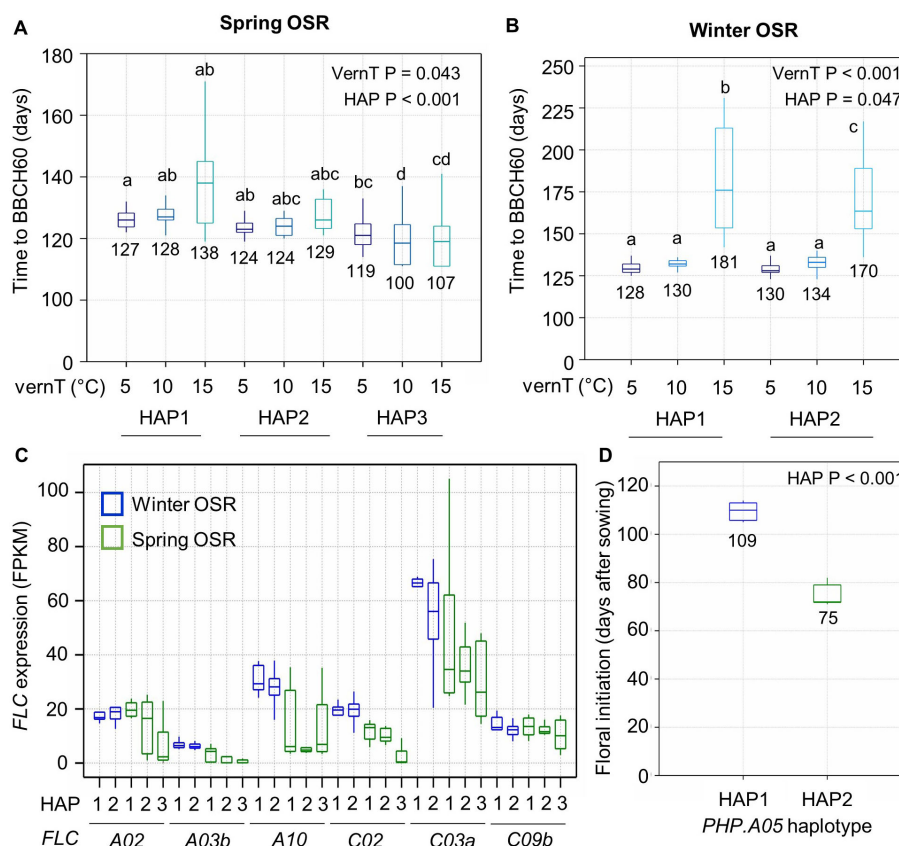 A
Spring OSR
Time to BBCH60 (days)
180
160
140
120
100
0
VernT P = 0.043
HAP P < 0.001
a
ab
ab
ab
abc
abc
bc
d
cd
127
128
138
124
124
129
119
100
107
vernT (°C)
5
10
15
5
10
15
5
10
15
HAP1
HAP2
HAP3
B
Winter OSR
Time to BBCH60 (days)
250
225
200
175
150
125
100
0
VernT P < 0.001
HAP P = 0.047
a
a
b
a
a
c
128
130
181
130
134
170
vernT (°C)
5
10
15
5
10
15
HAP1
HAP2
C
FLC expression (FPKM)
100
80
60
40
20
0
Winter OSR
Spring OSR
HAP 1 2 1 2 3 1 2 1 2 3 1 2 1 2 3 1 2 1 2 3 1 2 1 2 3 1 2 1 2 3
FLC A02 A03b A10 C02 C03a C09b
D
Floral initiation (days after sowing)
120
100
80
60
40
20
0
HAP P < 0.001
109
75
HAP1
HAP2
PHP.A05 haplotype